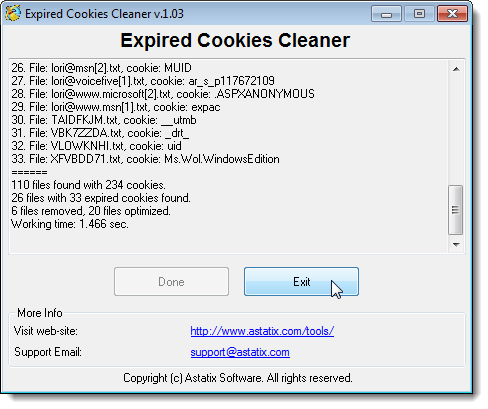 Expired Cookies Cleaner v.1.03
Expired Cookies Cleaner
26. File: lori@msn[2].txt, cookie: MUID
27. File: lori@voicefive[1].txt, cookie: ar_s_p117672109
28. File: lori@www.microsoft[2].txt, cookie: .ASPXANONYMOUS
29. File: lori@www.msn[1].txt, cookie: expac
30. File: TAIDFKJM.txt, cookie: __utmb
31. File: VBK7ZZDA.txt, cookie: _drt_
32. File: VLOWKNHI.txt, cookie: uid
33. File: XFVBDD71.txt, cookie: Ms.Wol.WindowsEdition
======
110 files found with 234 cookies.
26 files with 33 expired cookies found.
6 files removed, 20 files optimized.
Working time: 1.466 sec.
Done Exit
More Info
Visit web-site: http://www.astatix.com/tools/
Support Email: support@astatix.com
Copyright (c) Astatix Software. All rights reserved.